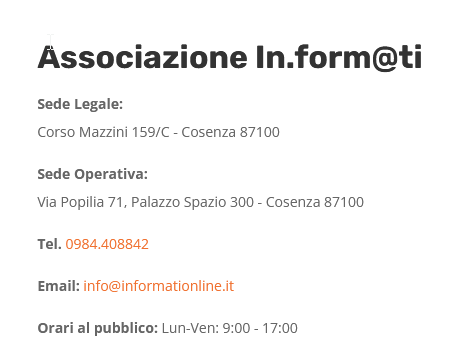 Associazione In.form@ti
Sede Legale:
Corso Mazzini 159/C - Cosenza 87100
Sede Operativa:
Via Popilia 71, Palazzo Spazio 300 - Cosenza 87100
Tel. 0984.408842
Email: info@informationline.it
Orari al pubblico: Lun-Ven: 9:00 - 17:00